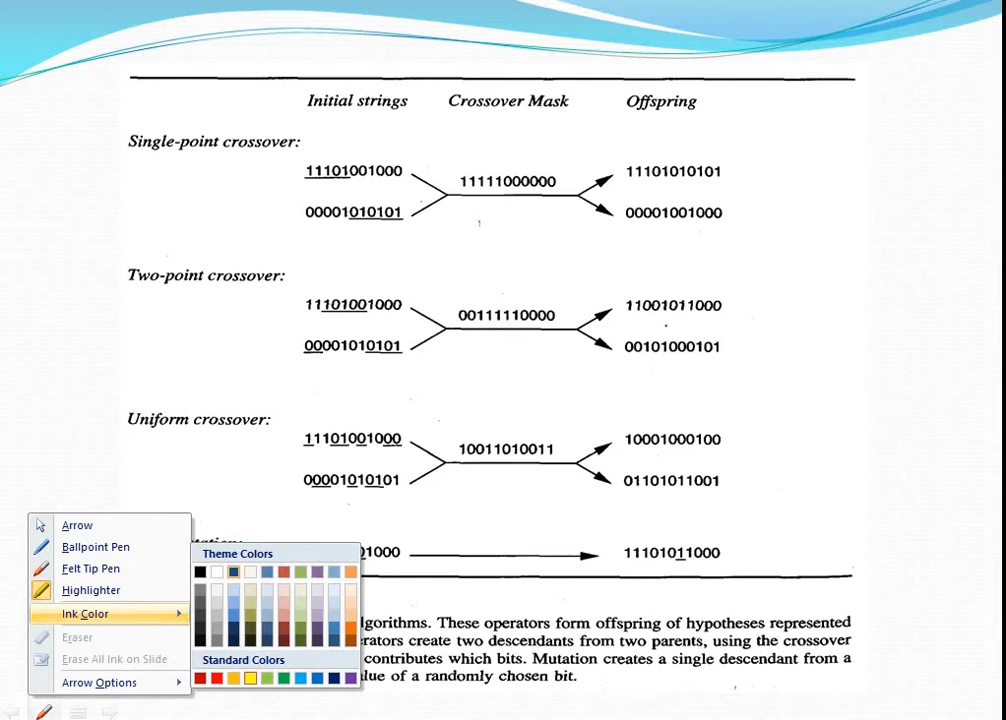 Initial strings Crossover Mask Offspring
Single-point crossover:
11101001000 11111000000 11101010101
00001010101 00001001000
Two-point crossover:
11101001000 00111110000 11001011000
00001010101 00101000101
Uniform crossover:
11101001000 10011010011 10001000100
00001010101 01101011001
1000 11101011000
lgorithms. These operators form offspring of hypotheses represented
erators create two descendants from two parents, using the crossover
contributes which bits. Mutation creates a single descendant from a
lue of a randomly chosen bit.
Arrow
Ballpoint Pen
Felt Tip Pen
Highlighter
Ink Color
Eraser
Erase All Ink on Slide
Arrow Options
Theme Colors
Standard Colors